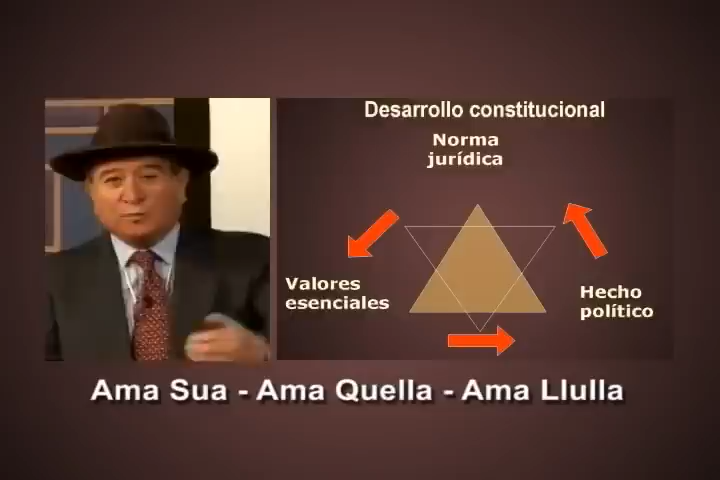 Desarrollo constitucional
Norma
jurídica
Valores
esenciales
Hecho
político
Ama Sua - Ama Quella - Ama Llulla